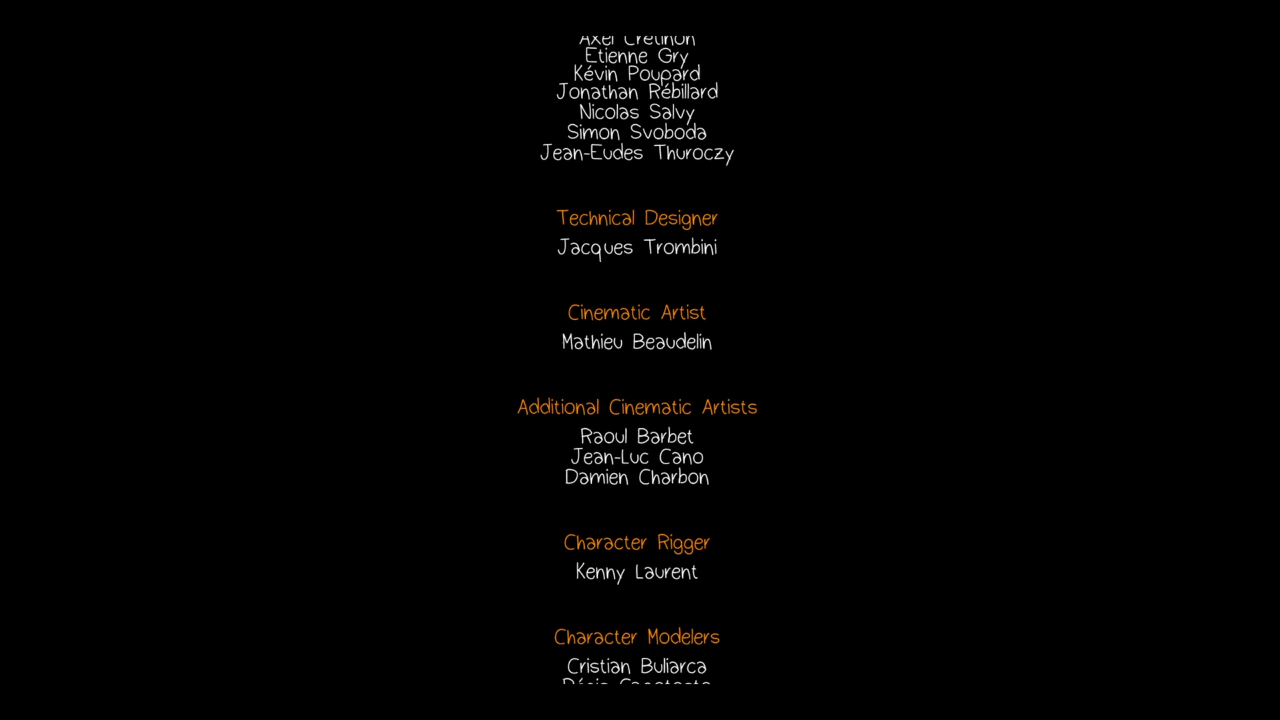 Etienne Gry
Kévin Poupard
Jonathan Rébillard
Nicolas Salvy
Simon Svoboda
Jean-Eudes Thuroczy
Technical Designer
Jacques Trombini
Cinematic Artist
Mathieu Beaudelin
Additional Cinematic Artists
Raoul Barbet
Jean-Luc Cano
Damien Charbon
Character Rigger
Kenny Laurent
Character Modelers
Cristian Buliarca